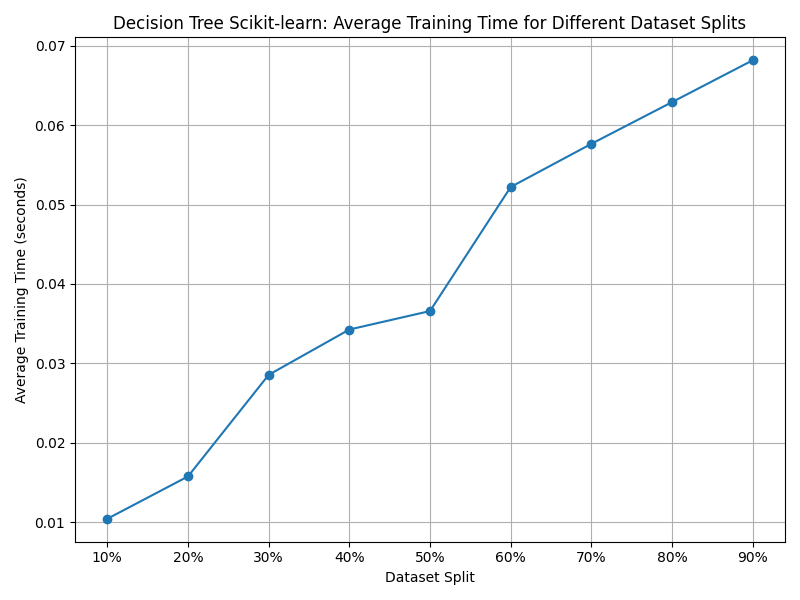 Decision Tree Scikit-learn: Average Training Time for Different Dataset Splits
Average Training Time (seconds)
0.07
0.06
0.05
0.04
0.03
0.02
0.01
10% 20% 30% 40% 50% 60% 70% 80% 90%
Dataset Split